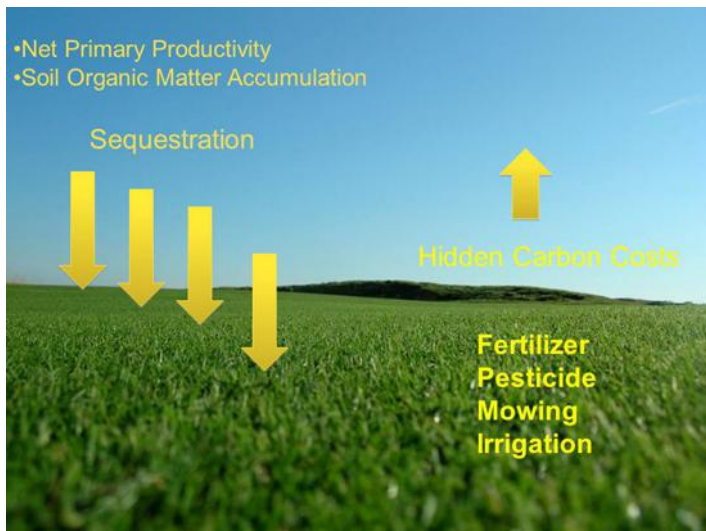 •Net Primary Productivity
•Soil Organic Matter Accumulation
Sequestration
Hidden Carbon Costs
Fertilizer
Pesticide
Mowing
Irrigation